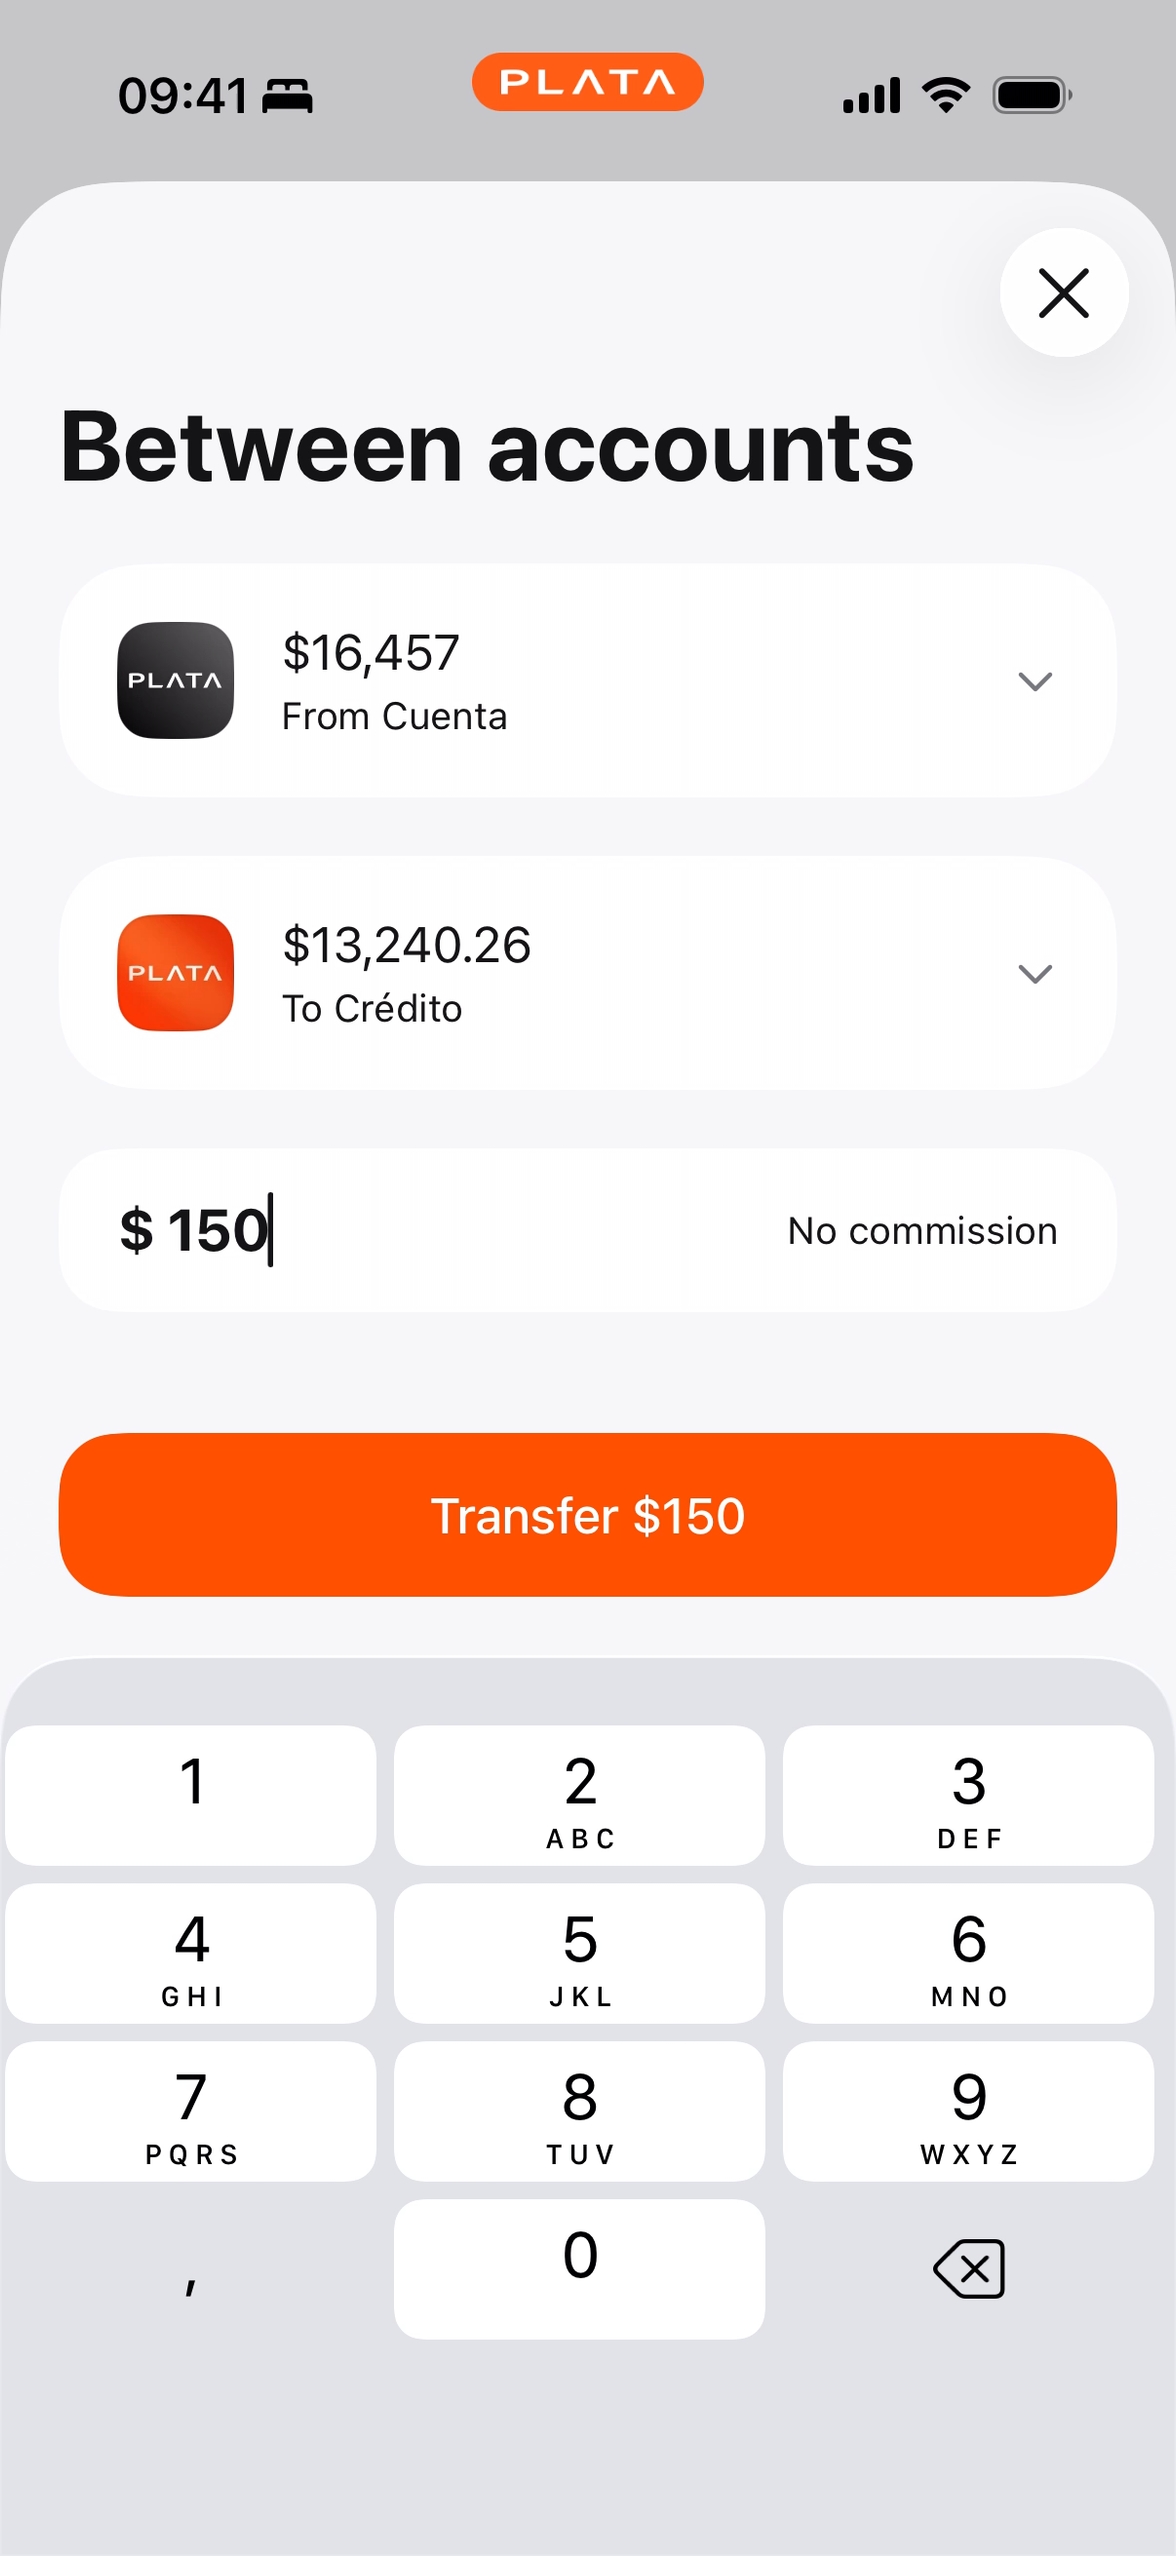 09:41
PLATA
Between accounts
PLATA
$16,457
From Cuenta
PLATA
$13,240.26
To Crédito
$ 150
No commission
Transfer $150
1
2
ABC
3
DEF
4
GHI
5
JKL
6
MNO
7
PQRS
8
TUV
9
WXYZ
,
0